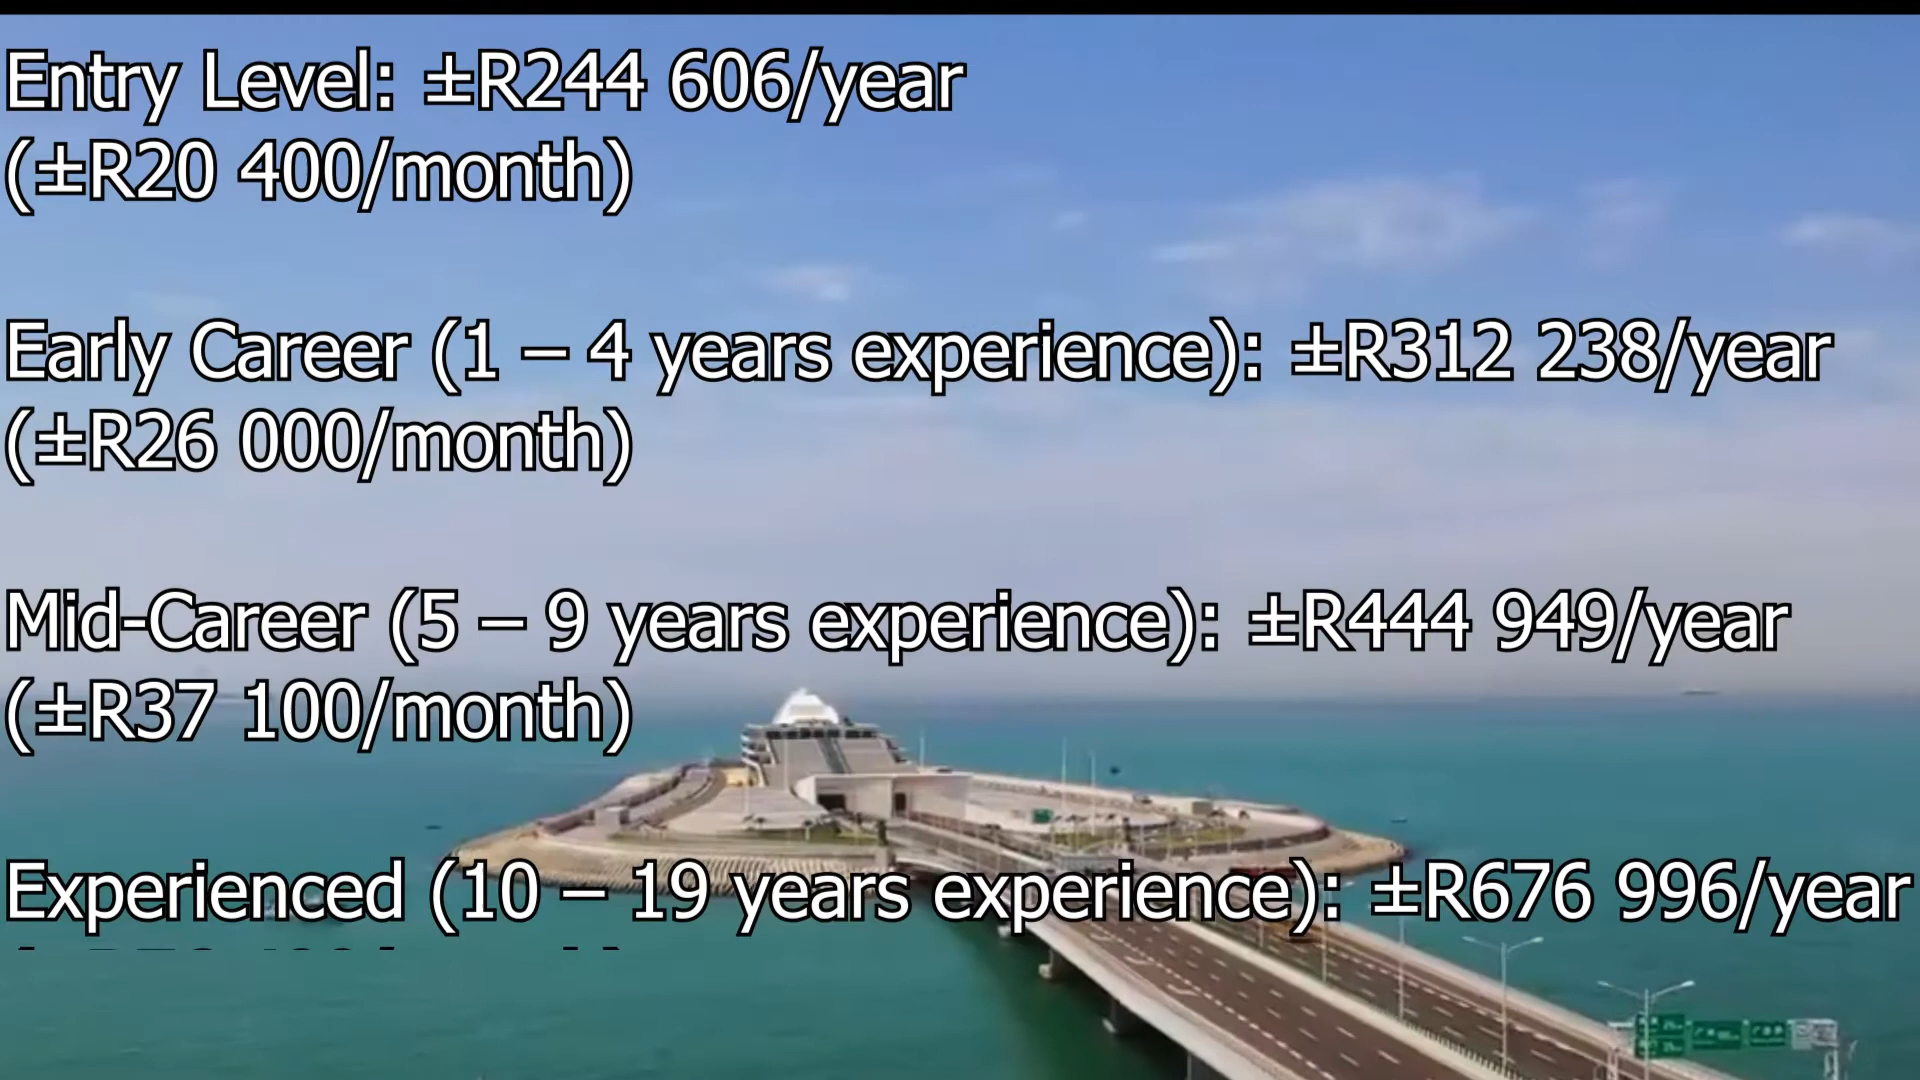 Entry Level: ±R244 606/year
(±R20 400/month)
Early Career (1 – 4 years experience): ±R312 238/year
(±R26 000/month)
Mid-Career (5 – 9 years experience): ±R444 949/year
(±R37 100/month)
Experienced (10 – 19 years experience): ±R676 996/year